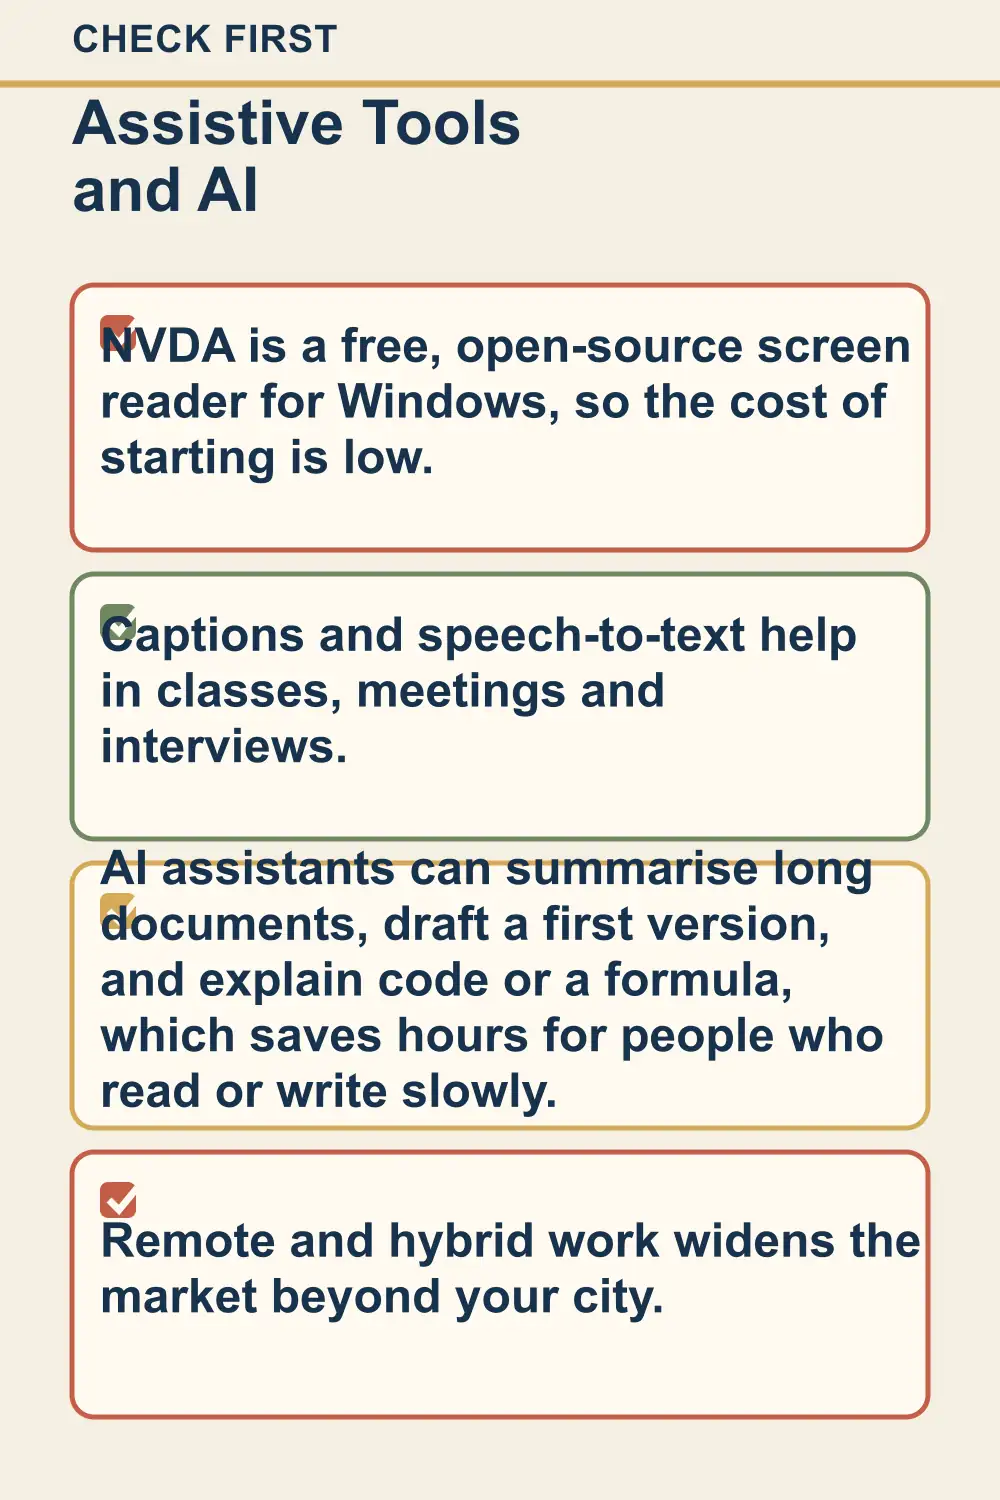 CHECK FIRST
Assistive Tools
and AI
NVDA is a free, open-source screen
reader for Windows, so the cost of
starting is low.
Captions and speech-to-text help
in classes, meetings and
interviews.
AI assistants can summarise long
documents, draft a first version,
and explain code or a formula,
which saves hours for people who
read or write slowly.
Remote and hybrid work widens the
market beyond your city.